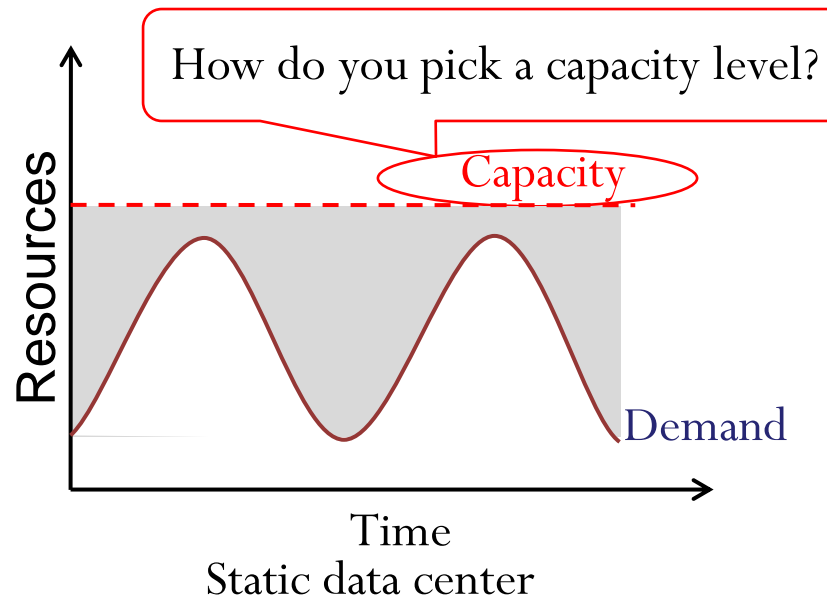 How do you pick a capacity level?
Capacity
Resources
Demand
Time
Static data center